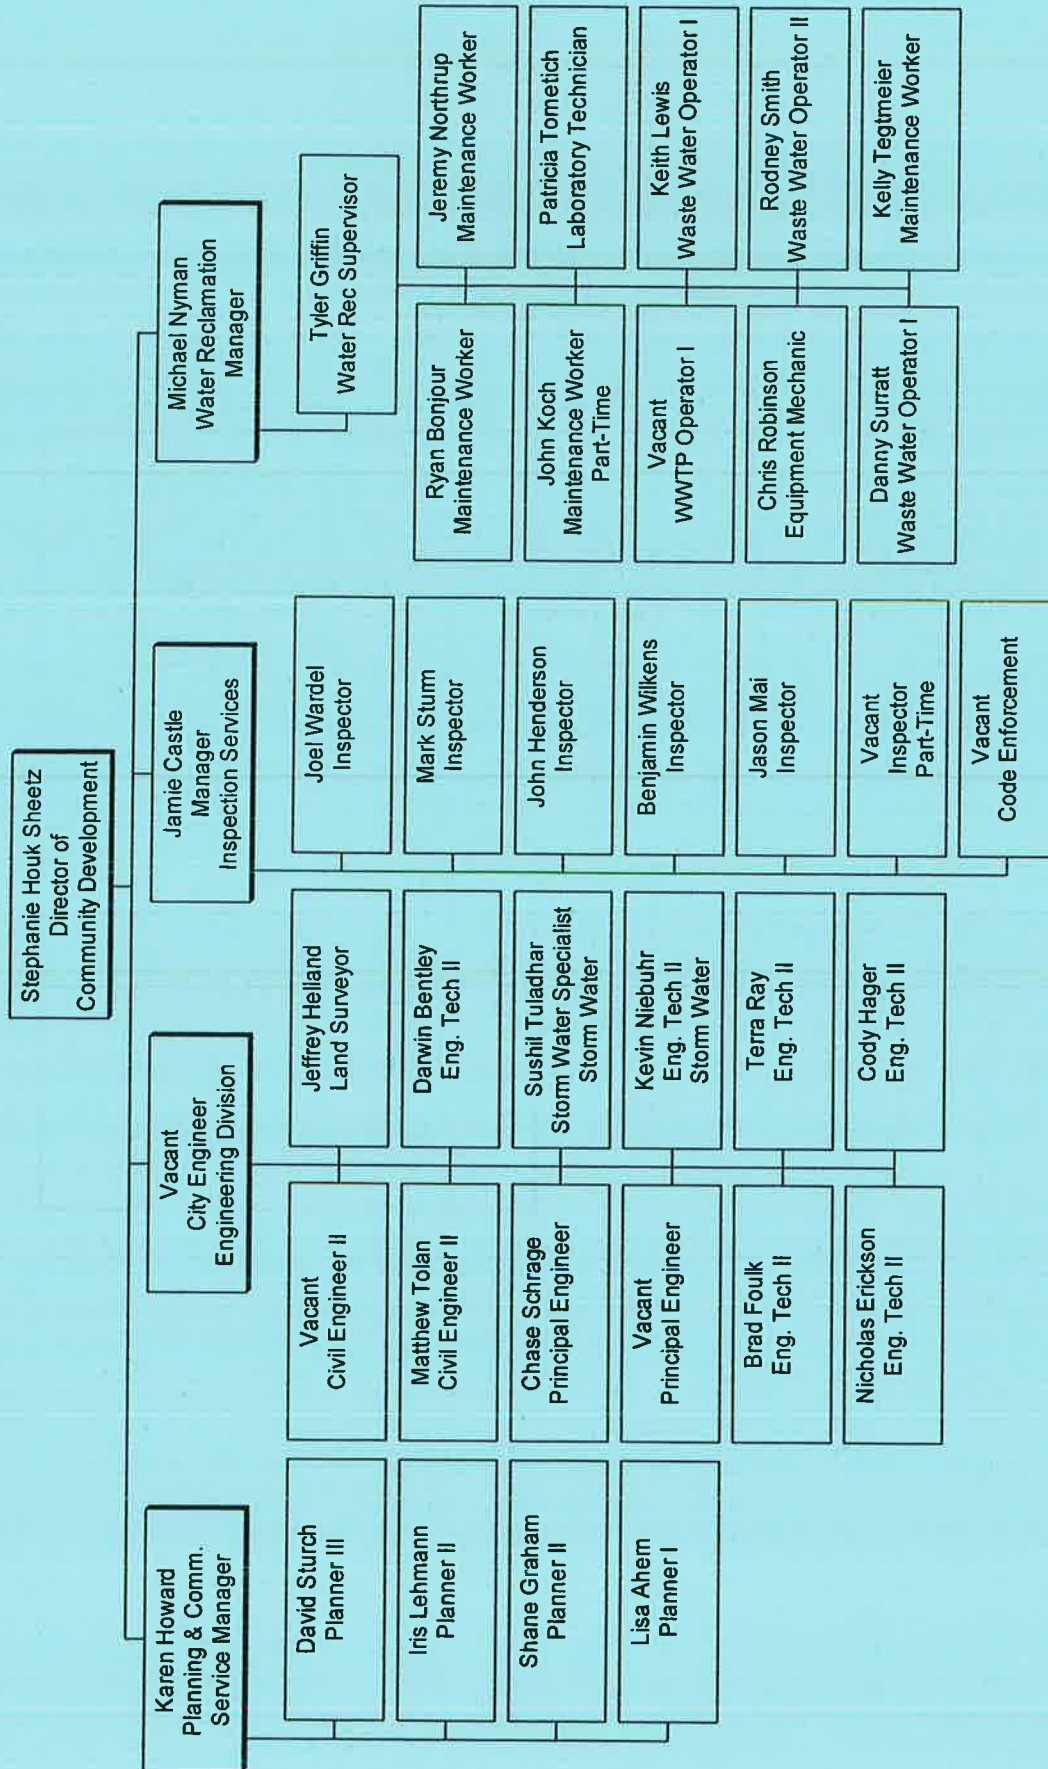 Stephanie Houk Sheetz
Director of
Community Development
Karen Howard
Planning & Comm.
Service Manager
David Sturch
Planner III
Iris Lehmann
Planner II
Shane Graham
Planner II
Lisa Ahern
Planner I
Vacant
City Engineer
Engineering Division
Vacant
Civil Engineer II
Jeffrey Helland
Land Surveyor
Matthew Tolan
Civil Engineer II
Darwin Bentley
Eng. Tech II
Chase Schrage
Principal Engineer
Sushil Tuladhar
Storm Water Specialist
Storm Water
Vacant
Principal Engineer
Kevin Niebuhr
Eng. Tech II
Storm Water
Brad Foulk
Eng. Tech II
Terra Ray
Eng. Tech II
Nicholas Erickson
Eng. Tech II
Cody Hager
Eng. Tech II
Jamie Castle
Manager
Inspection Services
Joel Wardel
Inspector
Mark Sturm
Inspector
John Henderson
Inspector
Benjamin Wilkens
Inspector
Jason Mai
Inspector
Vacant
Inspector
Part-Time
Vacant
Code Enforcement
Michael Nyman
Water Reclamation
Manager
Tyler Griffin
Water Rec Supervisor
Ryan Bonjour
Maintenance Worker
Jeremy Northrup
Maintenance Worker
John Koch
Maintenance Worker
Part-Time
Patricia Tometich
Laboratory Technician
Vacant
WWTP Operator I
Keith Lewis
Waste Water Operator I
Chris Robinson
Equipment Mechanic
Rodney Smith
Waste Water Operator II
Danny Surratt
Waste Water Operator I
Kelly Tegtmeier
Maintenance Worker